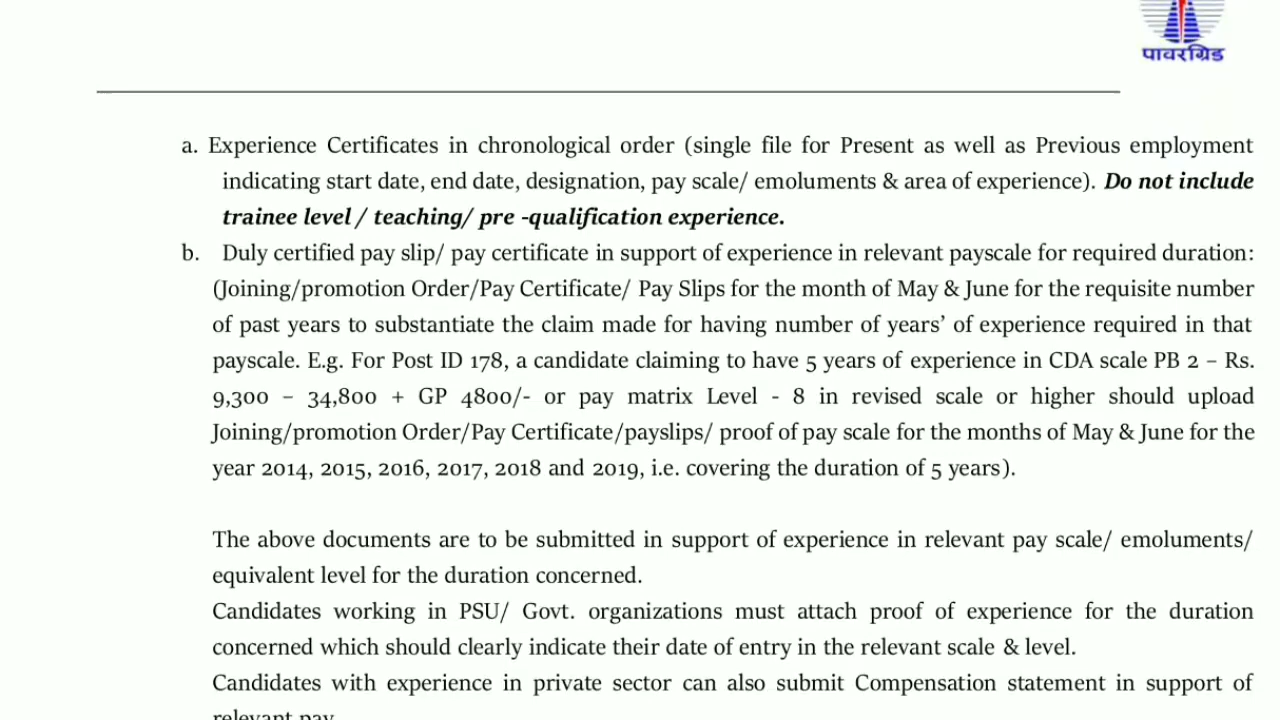 पावरग्रिड
a. Experience Certificates in chronological order (single file for Present as well as Previous employment
indicating start date, end date, designation, pay scale/ emoluments & area of experience). Do not include
trainee level / teaching/ pre -qualification experience.
b. Duly certified pay slip/ pay certificate in support of experience in relevant payscale for required duration:
(Joining/promotion Order/Pay Certificate/ Pay Slips for the month of May & June for the requisite number
of past years to substantiate the claim made for having number of years’ of experience required in that
payscale. E.g. For Post ID 178, a candidate claiming to have 5 years of experience in CDA scale PB 2 – Rs.
9,300 – 34,800 + GP 4800/- or pay matrix Level - 8 in revised scale or higher should upload
Joining/promotion Order/Pay Certificate/payslips/ proof of pay scale for the months of May & June for the
year 2014, 2015, 2016, 2017, 2018 and 2019, i.e. covering the duration of 5 years).
The above documents are to be submitted in support of experience in relevant pay scale/ emoluments/
equivalent level for the duration concerned.
Candidates working in PSU/ Govt. organizations must attach proof of experience for the duration
concerned which should clearly indicate their date of entry in the relevant scale & level.
Candidates with experience in private sector can also submit Compensation statement in support of
relevant pay